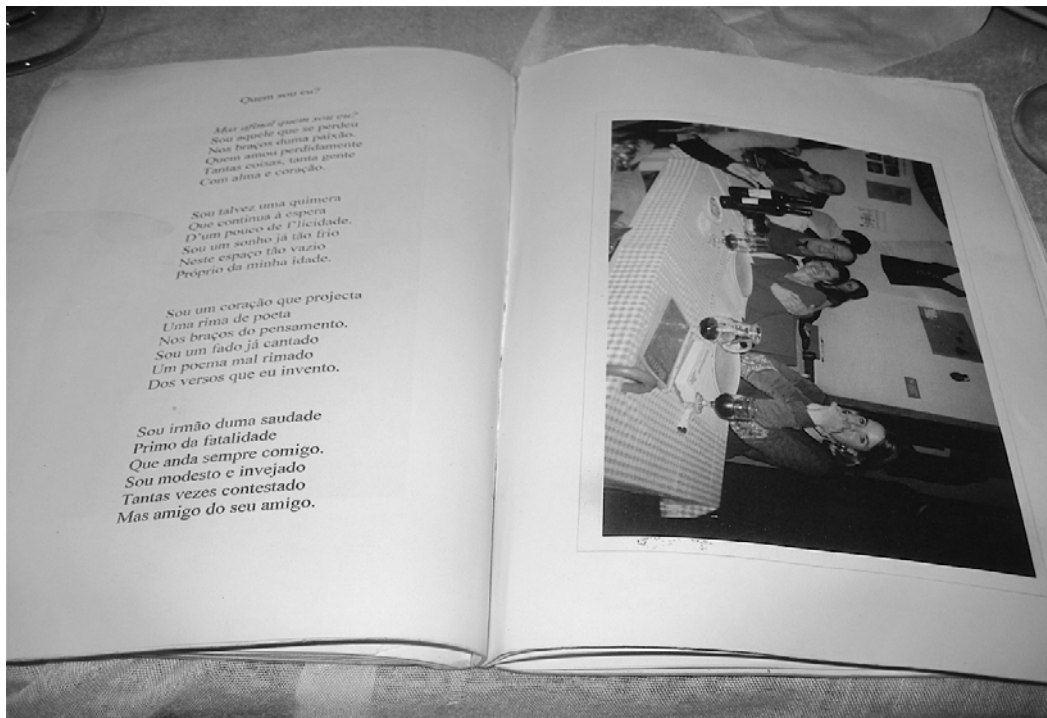 Quem sou eu?
Mas afinal quem sou eu?
Sou aquele que se perdeu
Nos braços duma paixão.
Quem amou perdidamente
Tantas coisas, tanta gente
Com alma e coração.
Sou talvez uma quimera
Que continua á espera
D'um pouco de f'licidade.
Sou um sonho já tão frio
Neste espaço tão vazio
Próprio da minha idade.
Sou um coração que projecta
Uma rima de poeta
Nos braços do pensamento.
Sou um fado já cantado
Um poema mal rimado
Dos versos que eu invento.
Sou irmão duma saudade
Primo da fatalidade
Que anda sempre comigo.
Sou modesto e invejado
Tantas vezes contestado
Mas amigo do seu amigo.